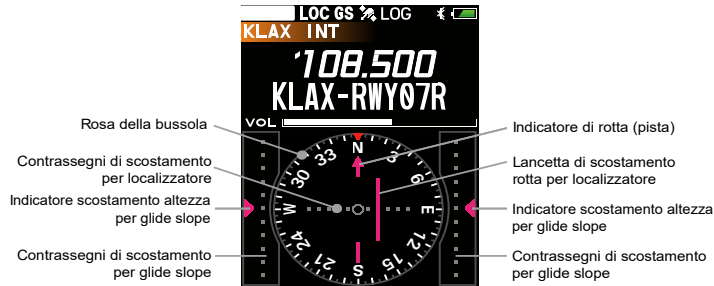 LOC GS LOG
KLAX INT
108.500
KLAX-RWY07R
VOL
Rosa della bussola
Contrassegni di scostamento
per localizzatore
Indicatore scostamento altezza
per glide slope
Contrassegni di scostamento
per glide slope
N
3
6
E
12
15
S
21
24
W
30
33
Indicatore di rotta (pista)
Lancetta di scostamento
rotta per localizzatore
Indicatore scostamento altezza
per glide slope
Contrassegni di scostamento
per glide slope